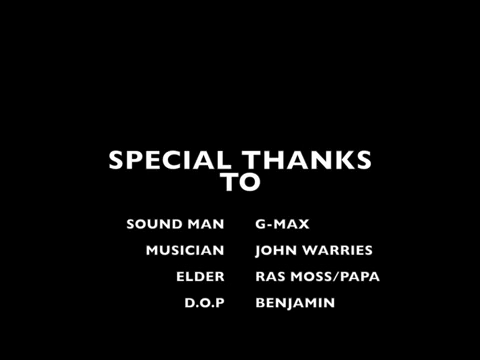 SPECIAL THANKS
TO
SOUND MAN G-MAX
MUSICIAN JOHN WARRIES
ELDER RAS MOSS/PAPA
D.O.P BENJAMIN